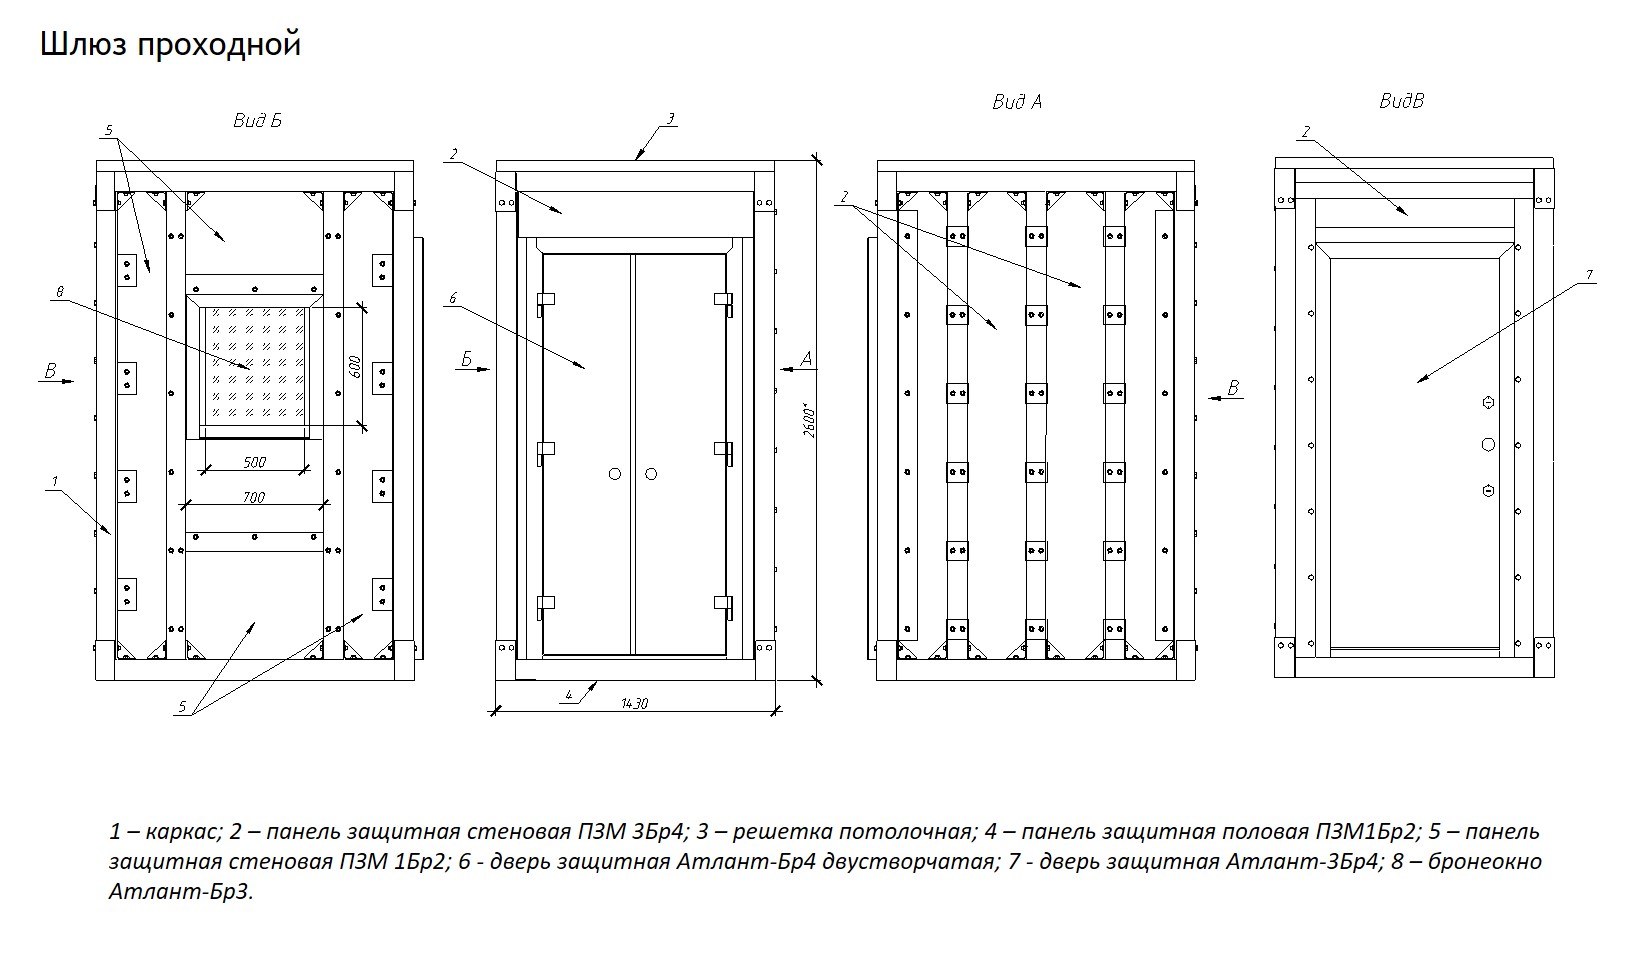 Шлюз проходной
Вид Б
Вид А
ВидВ
5
2
3
2
2
8
6
7
В
Б
А
В
600
2600*
500
700
1
5
4
1430
1 – каркас; 2 – панель защитная стеновая ПЗМ 3Бр4; 3 – решетка потолочная; 4 – панель защитная половая ПЗМ1Бр2; 5 – панель
защитная стеновая ПЗМ 1Бр2; 6 - дверь защитная Атлант-Бр4 двустворчатая; 7 - дверь защитная Атлант-3Бр4; 8 – бронеокно
Атлант-Бр3.